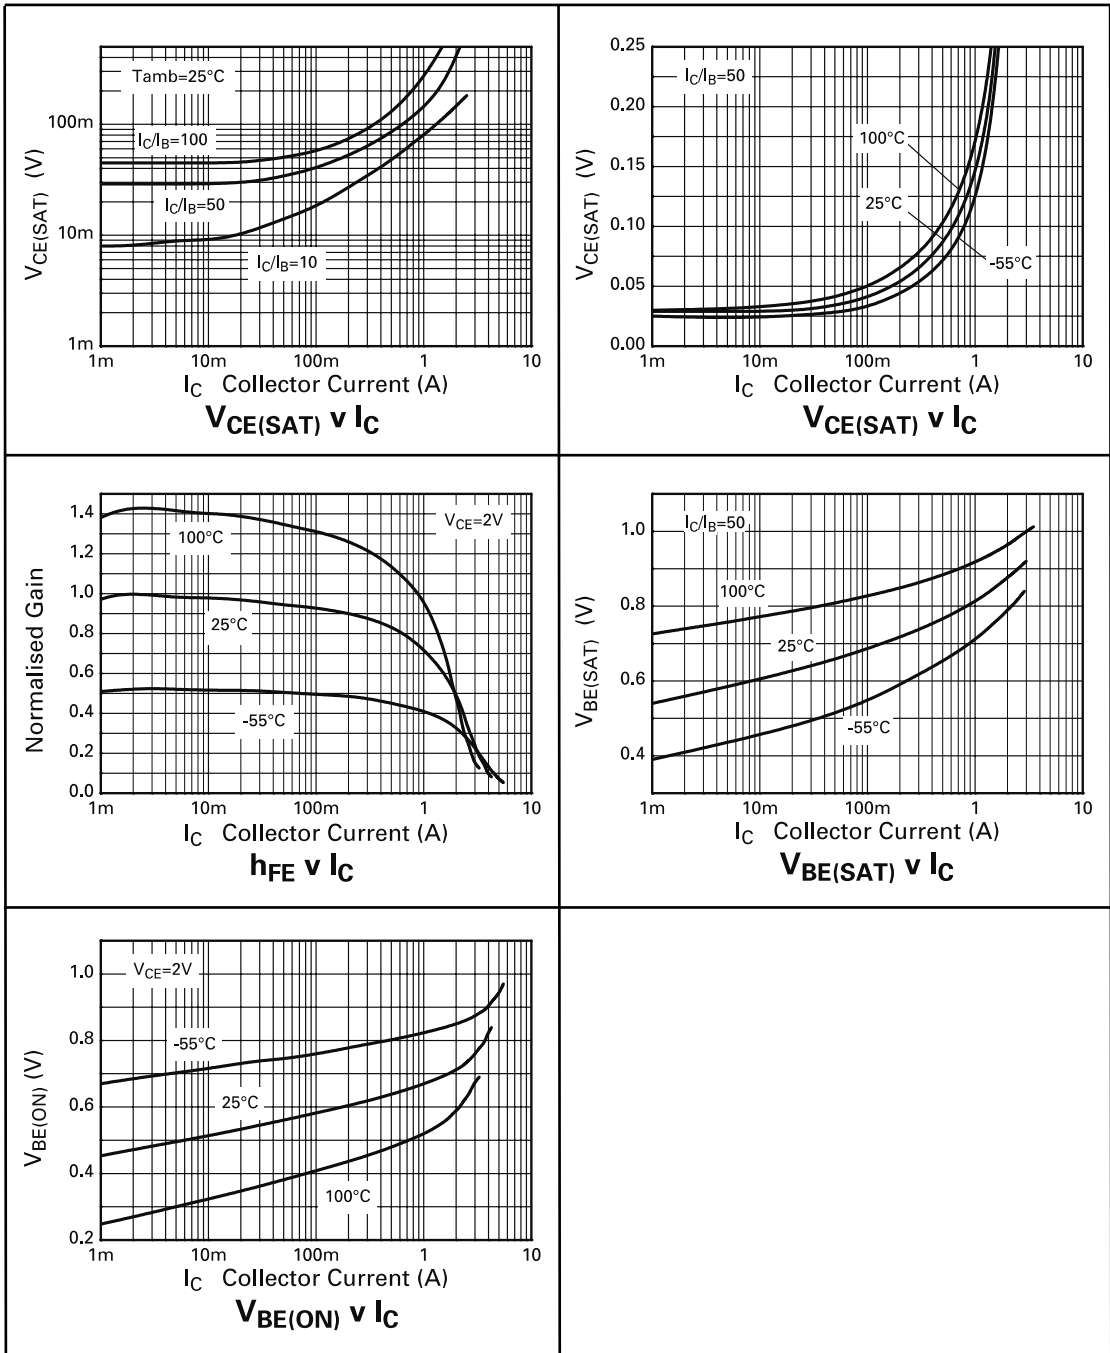 Tamb=25°C
IC/IB=100
IC/IB=50
IC/IB=10
100m
10m
1m
VCE(SAT) (V)
1m 10m 100m 1 10
IC Collector Current (A)
VCE(SAT) v IC
IC/IB=50
100°C
25°C
-55°C
0.25
0.20
0.15
0.10
0.05
0.00
VCE(SAT) (V)
1m 10m 100m 1 10
IC Collector Current (A)
VCE(SAT) v IC
VCE=2V
100°C
25°C
-55°C
1.4
1.2
1.0
0.8
0.6
0.4
0.2
0.0
Normalised Gain
1m 10m 100m 1 10
IC Collector Current (A)
hFE v IC
IC/IB=50
100°C
25°C
-55°C
1.0
0.8
0.6
0.4
VBE(SAT) (V)
1m 10m 100m 1 10
IC Collector Current (A)
VBE(SAT) v IC
VCE=2V
-55°C
25°C
100°C
1.0
0.8
0.6
0.4
0.2
VBE(ON) (V)
1m 10m 100m 1 10
IC Collector Current (A)
VBE(ON) v IC